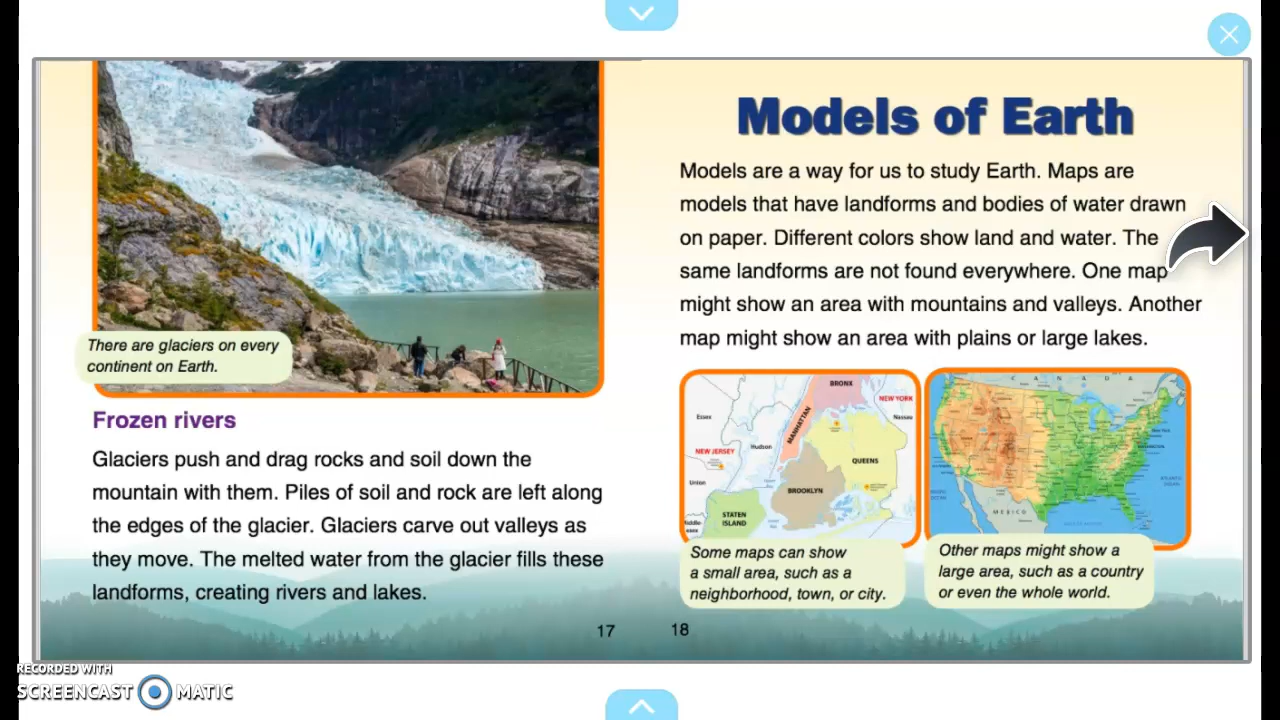 There are glaciers on every
continent on Earth.
Frozen rivers
Glaciers push and drag rocks and soil down the
mountain with them. Piles of soil and rock are left along
the edges of the glacier. Glaciers carve out valleys as
they move. The melted water from the glacier fills these
landforms, creating rivers and lakes.
17
Models of Earth
Models are a way for us to study Earth. Maps are
models that have landforms and bodies of water drawn
on paper. Different colors show land and water. The
same landforms are not found everywhere. One map
might show an area with mountains and valleys. Another
map might show an area with plains or large lakes.
BRONX
NEW YORK
Essex
MANHATTAN
Nassau
Hudson
NEW JERSEY
QUEENS
Union
BROOKLYN
STATEN
ISLAND
CANADA
MEXICO
Some maps can show
a small area, such as a
neighborhood, town, or city.
Other maps might show a
large area, such as a country
or even the whole world.
18
RECORDED WITH
SCREENCAST MATIC